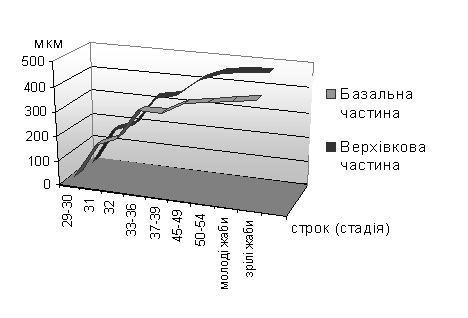 мкм
500
400
300
200
100
0
29-30
31
32
33-36
37-39
45-49
50-54
молоді жаби
зрілі жаби
строк (стадія)
Базальна
частина
Верхівкова
частина